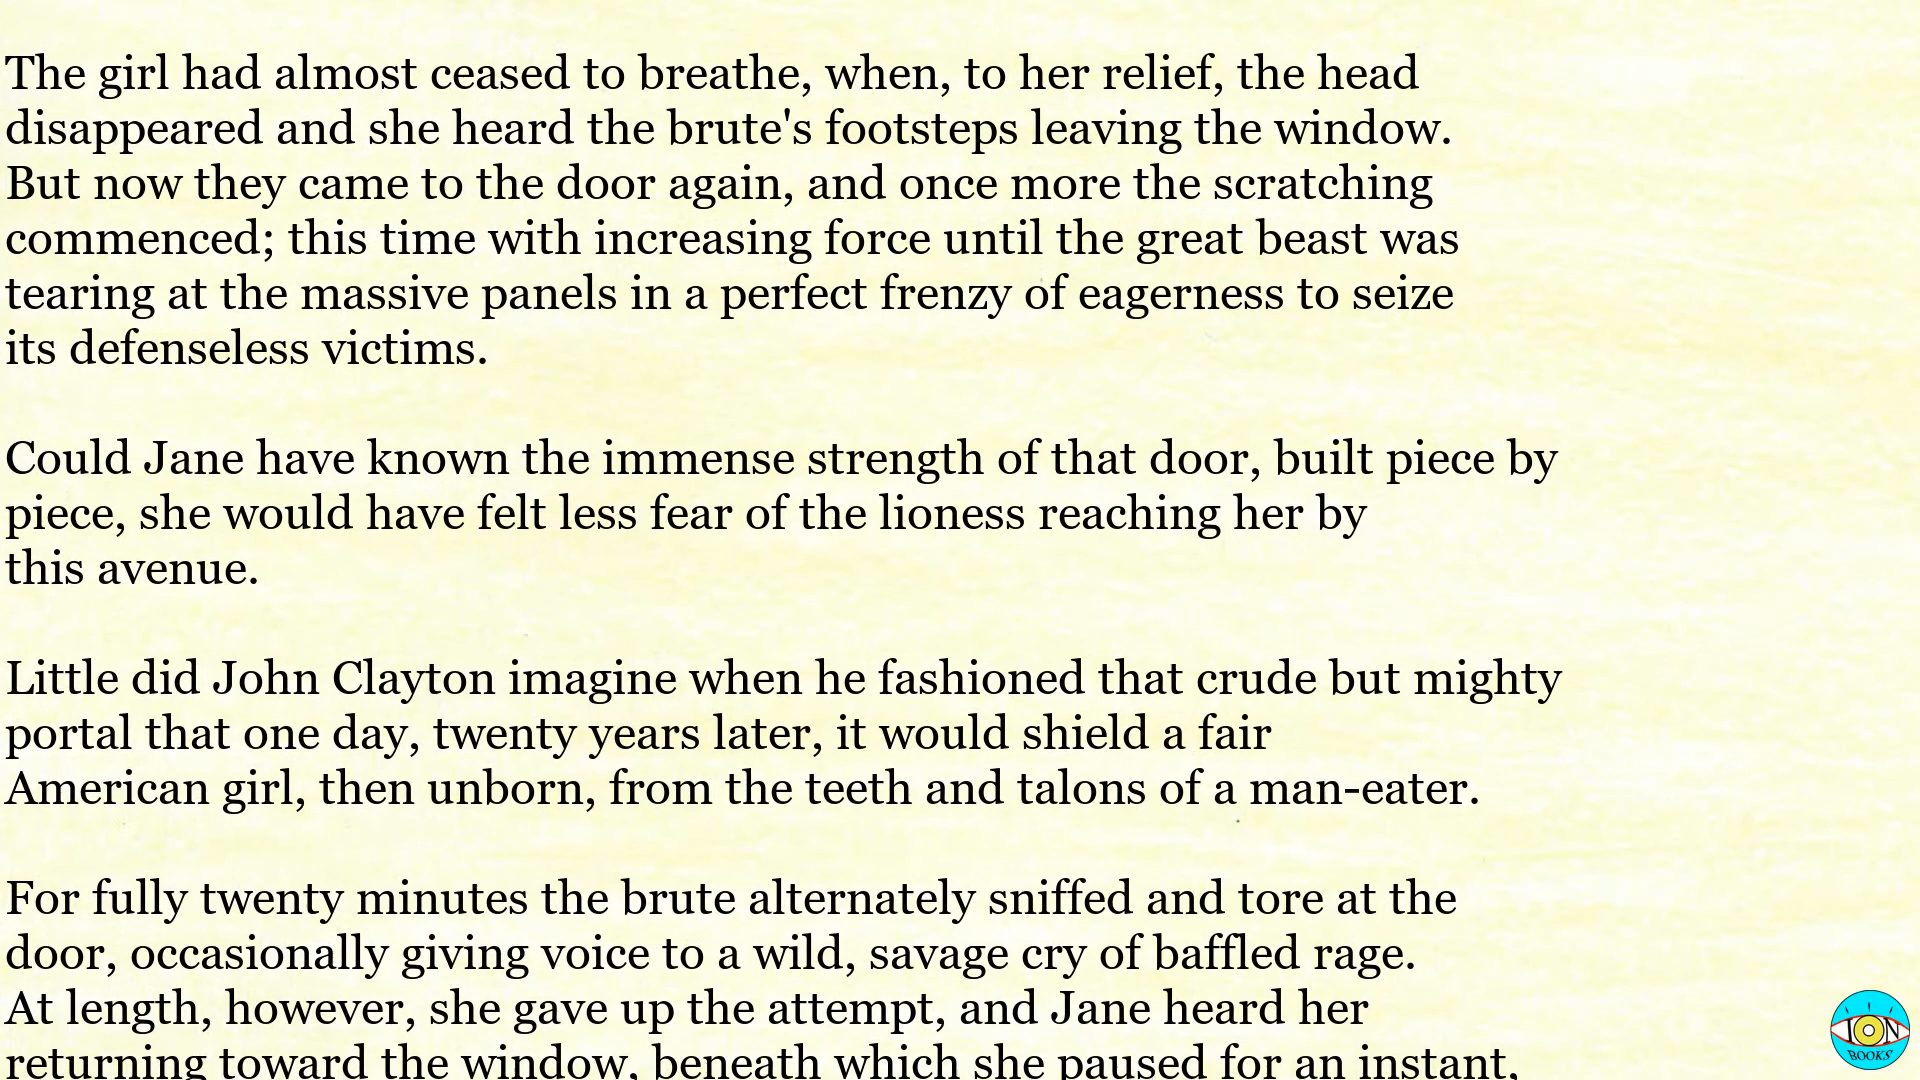 The girl had almost ceased to breathe, when, to her relief, the head
disappeared and she heard the brute's footsteps leaving the window.
But now they came to the door again, and once more the scratching
commenced; this time with increasing force until the great beast was
tearing at the massive panels in a perfect frenzy of eagerness to seize
its defenseless victims.
Could Jane have known the immense strength of that door, built piece by
piece, she would have felt less fear of the lioness reaching her by
this avenue.
Little did John Clayton imagine when he fashioned that crude but mighty
portal that one day, twenty years later, it would shield a fair
American girl, then unborn, from the teeth and talons of a man-eater.
For fully twenty minutes the brute alternately sniffed and tore at the
door, occasionally giving voice to a wild, savage cry of baffled rage.
At length, however, she gave up the attempt, and Jane heard her
returning toward the window, beneath which she paused for an instant,
ION
BOOKS